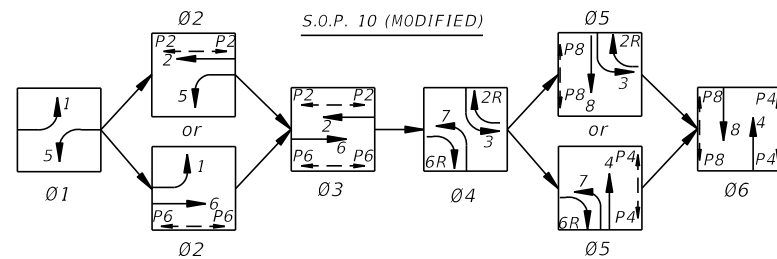 Ø2
S.O.P. 10 (MODIFIED)
Ø5
P2 P2
2
5
P8 2R
P8 8 3
1
5
Ø1
or
P2 P2
2
6
P6 P6
Ø3
7 2R
6R 3
Ø4
or
P8 P4
8 4
P8 P4
Ø6
1
6
P6 P6
Ø2
4 P4
7
6R P4
Ø5